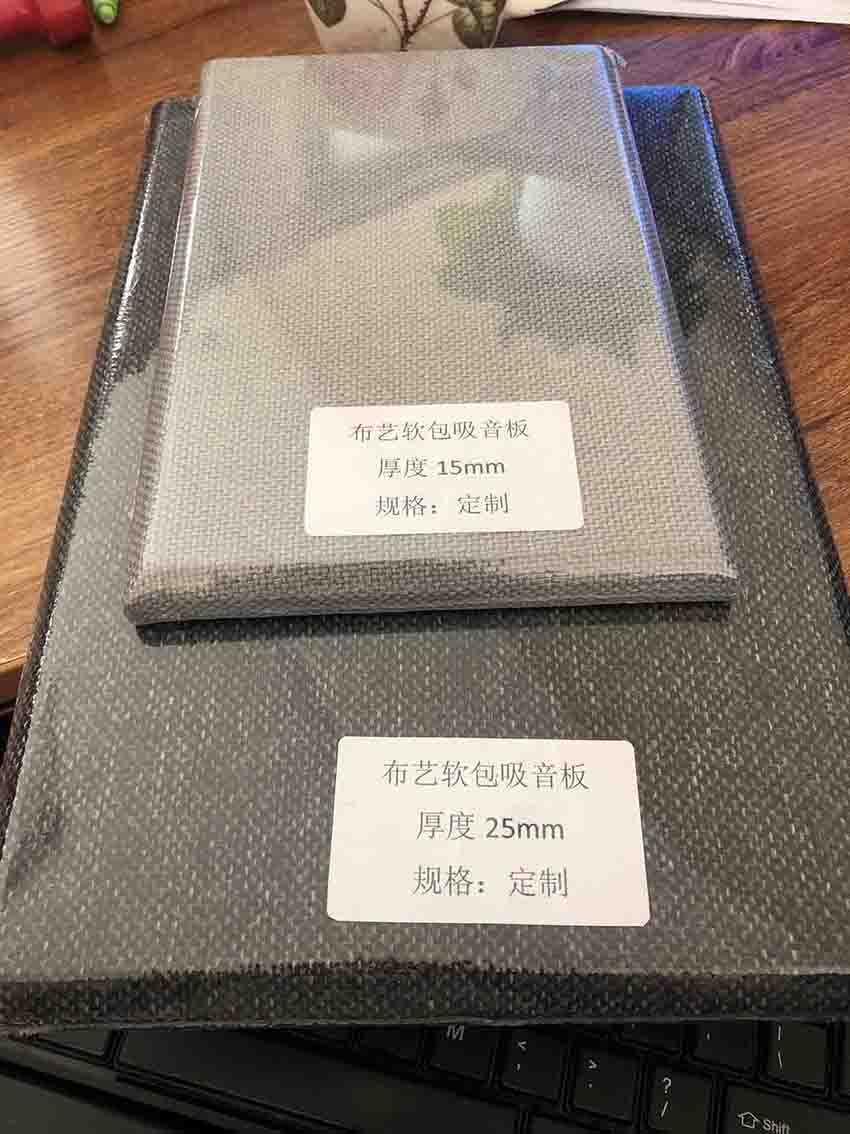 布艺软包吸音板
厚度 15mm
规格：定制
布艺软包吸音板
厚度 25mm
规格：定制
M
< ,
> .
? /
Shift